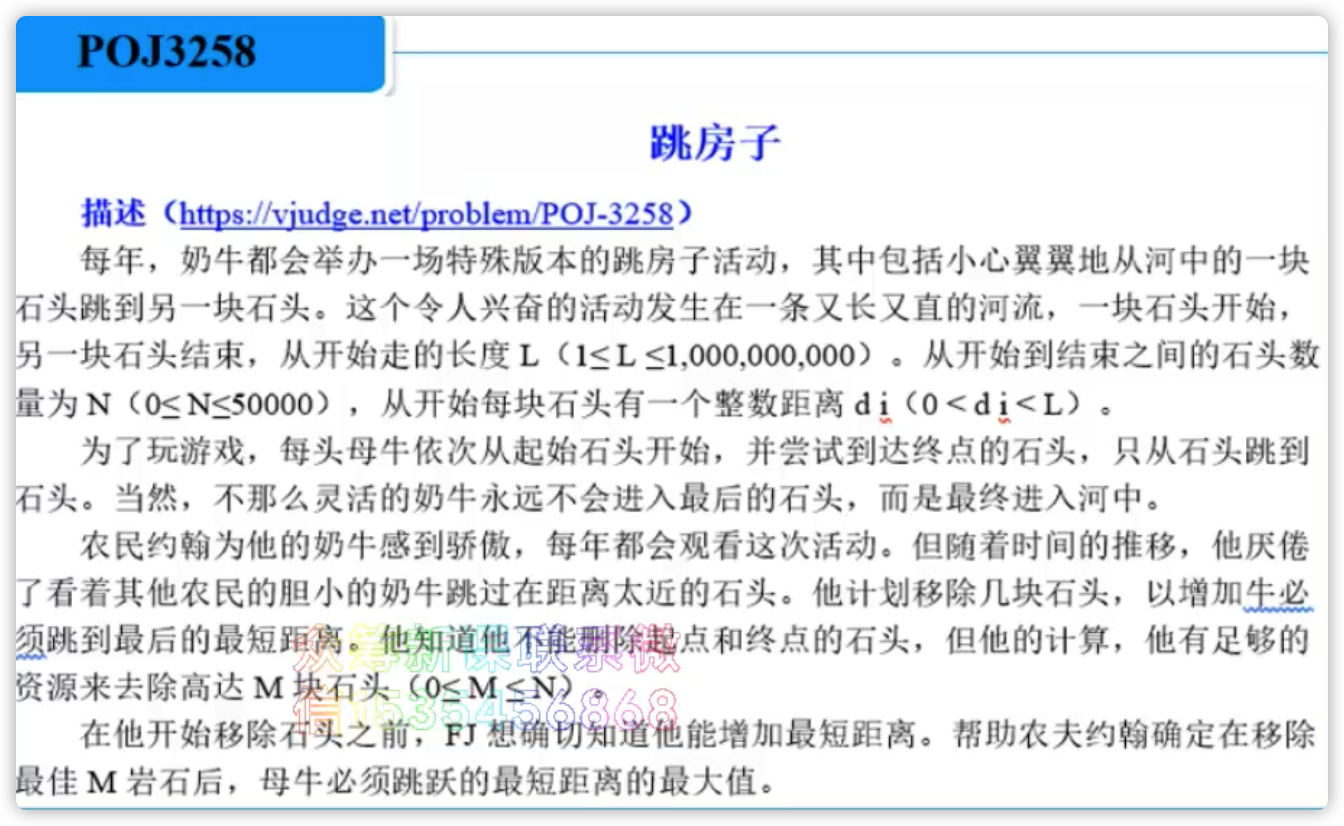 POJ3258
跳房子
描述（https://vjudge.net/problem/POJ-3258）
每年，奶牛都会举办一场特殊版本的跳房子活动，其中包括小心翼翼地从河中的一块
石头跳到另一块石头。这个令人兴奋的活动发生在一条又长又直的河流，一块石头开始，
另一块石头结束，从开始走的长度 L（1≤ L ≤1,000,000,000）。从开始到结束之间的石头数
量为 N（0≤ N≤50000），从开始每块石头有一个整数距离 d i（0 < d i < L）。
为了玩游戏，每头母牛依次从起始石头开始，并尝试到达终点的石头，只从石头跳到
石头。当然，不那么灵活的奶牛永远不会进入最后的石头，而是最终进入河中。
农民约翰为他的奶牛感到骄傲，每年都会观看这次活动。但随着时间的推移，他厌倦
了看着其他农民的胆小的奶牛跳过在距离太近的石头。他计划移除几块石头，以增加牛必
须跳到最后的最短距离。他知道他不能删除起点和终点的石头，但他的计算，他有足够的
资源来去除高达 M 块石头（0≤ M ≤ N）。
在他开始移除石头之前，FJ 想确切知道他能增加最短距离。帮助农夫约翰确定在移除
最佳 M 岩石后，母牛必须跳跃的最短距离的最大值。
众筹新课联系微
信15354456868